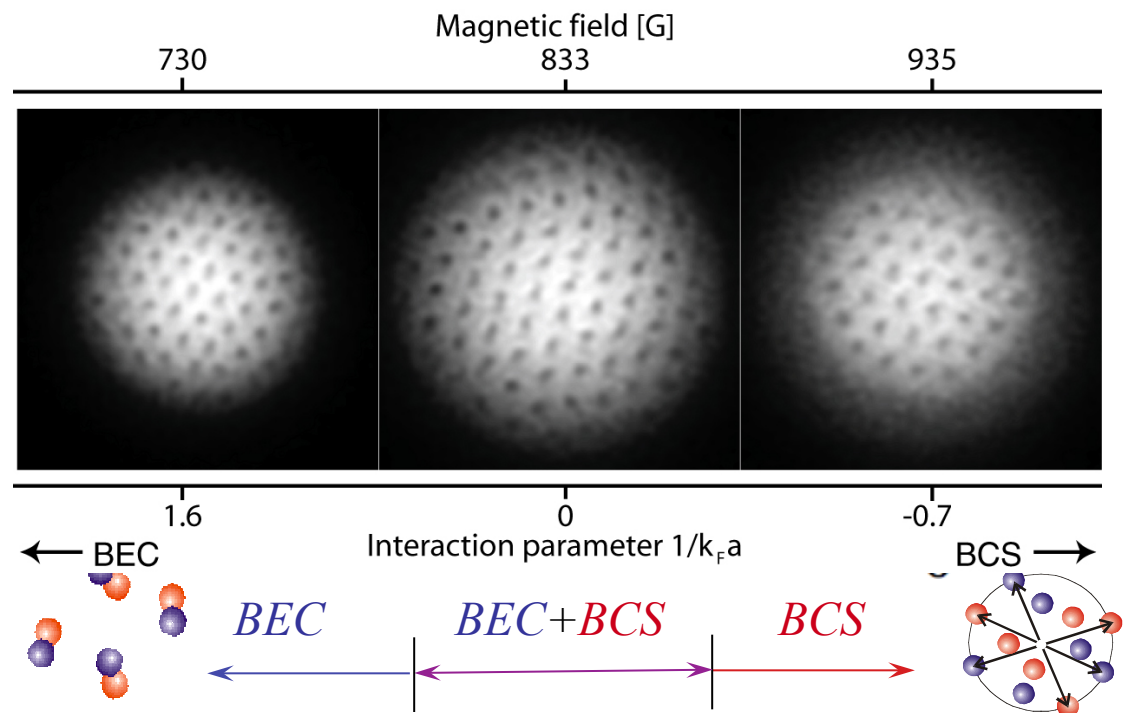 Magnetic field [G]
730 833 935
1.6 0 -0.7
BEC Interaction parameter 1/kFa BCS
BEC BEC+BCS BCS